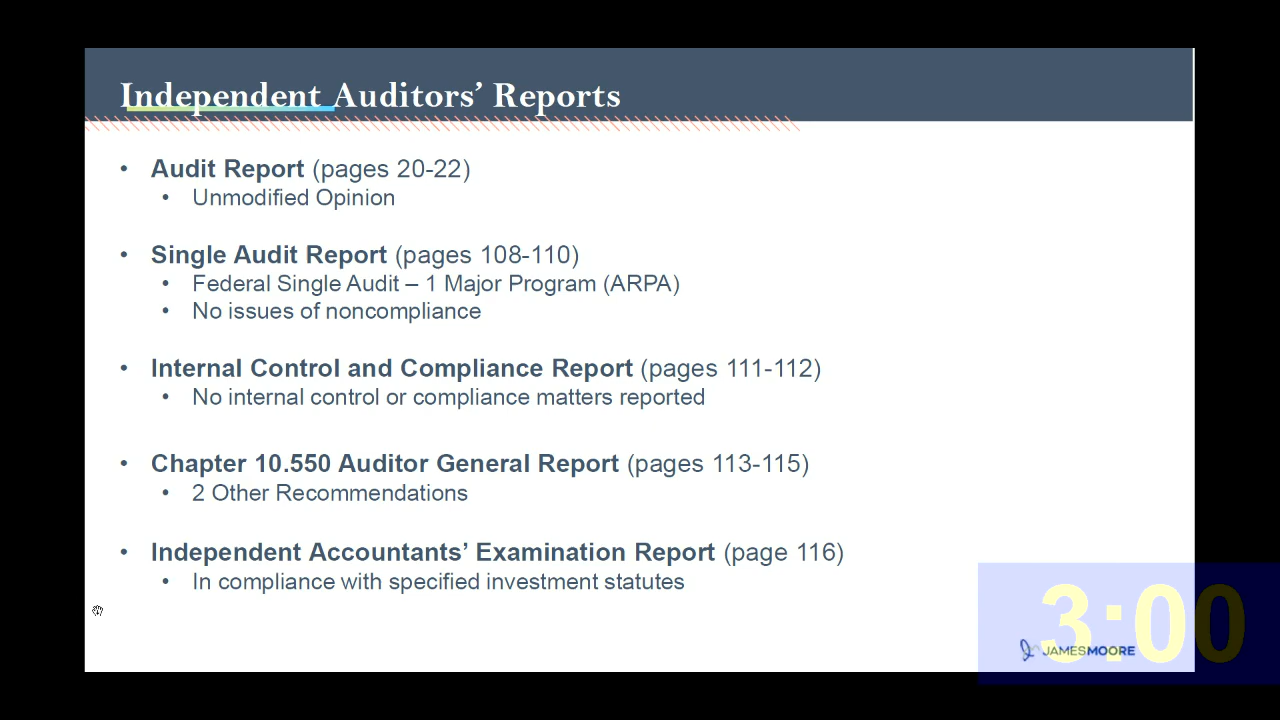 Independent Auditors’ Reports
• Audit Report (pages 20-22)
• Unmodified Opinion
• Single Audit Report (pages 108-110)
• Federal Single Audit – 1 Major Program (ARPA)
• No issues of noncompliance
• Internal Control and Compliance Report (pages 111-112)
• No internal control or compliance matters reported
• Chapter 10.550 Auditor General Report (pages 113-115)
• 2 Other Recommendations
• Independent Accountants’ Examination Report (page 116)
• In compliance with specified investment statutes
3:00
JAMESMOORE